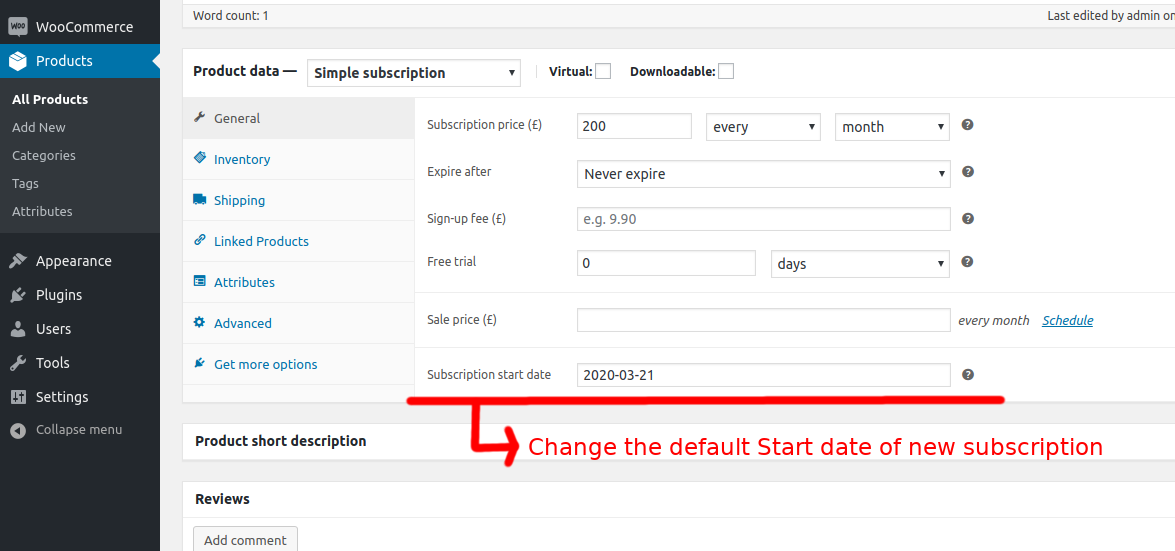 Word count: 1
Last edited by admin on
WOO WooCommerce
Products
All Products
Add New
Categories
Tags
Attributes
Appearance
Plugins
Users
Tools
Settings
Collapse menu
Product data — Simple subscription Virtual: Downloadable:
General
Inventory
Shipping
Linked Products
Attributes
Advanced
Get more options
Subscription price (£) 200 every month ?
Expire after Never expire ?
Sign-up fee (£) e.g. 9.90 ?
Free trial 0 days ?
Sale price (£) every month Schedule
Subscription start date 2020-03-21 ?
Change the default Start date of new subscription
Product short description
Reviews
Add comment